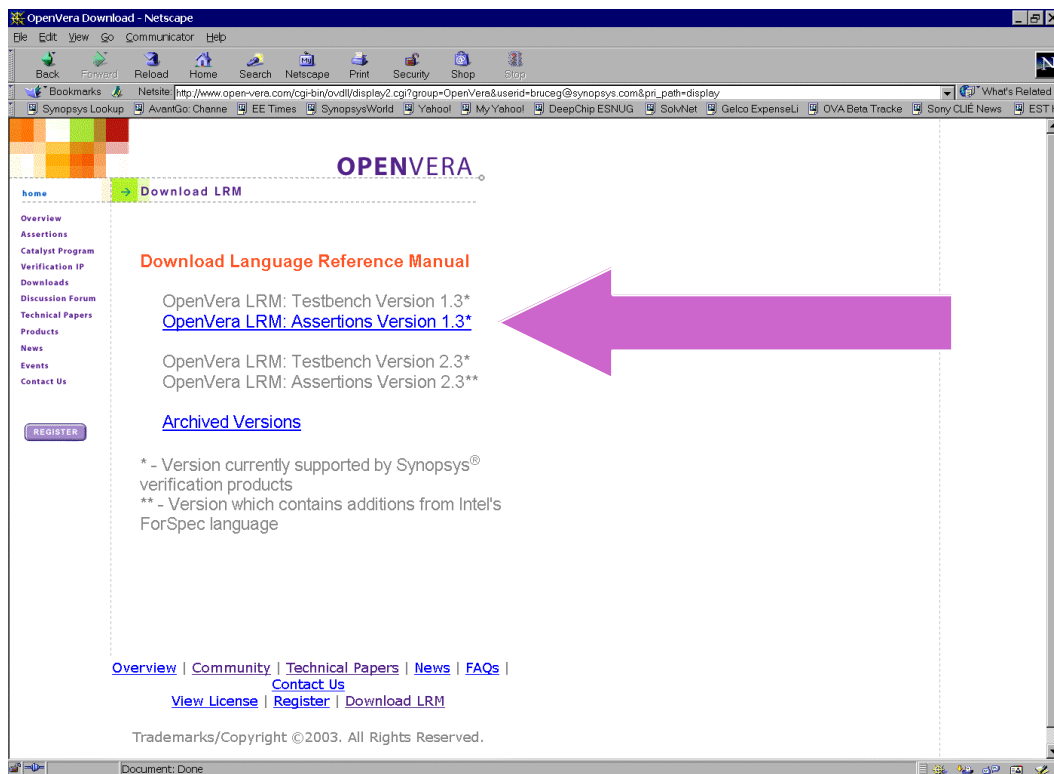 OpenVera Download - Netscape
File Edit View Go Communicator Help
Back Forward Reload Home Search Netscape Print Security Shop Stop
Bookmarks Netsite: http://www.open-vera.com/cgi-bin/ovdll/display2.cgi?group=OpenVera&userid=bruceg@synopsys.com&pri_path=display What's Related
Synopsys Lookup AvantGo: Channe EE Times SynopsysWorld Yahoo! My Yahoo! DeepChip ESNUG SolvNet Gelco ExpenseLi OVA Beta Tracke Sony CLIÉ News EST
OPENVERA
home
Download LRM
Overview
Assertions
Catalyst Program
Verification IP
Downloads
Discussion Forum
Technical Papers
Products
News
Events
Contact Us
REGISTER
Download Language Reference Manual
OpenVera LRM: Testbench Version 1.3*
OpenVera LRM: Assertions Version 1.3*
OpenVera LRM: Testbench Version 2.3*
OpenVera LRM: Assertions Version 2.3**
Archived Versions
* - Version currently supported by Synopsys®
verification products
** - Version which contains additions from Intel's
ForSpec language
Overview | Community | Technical Papers | News | FAQs |
Contact Us
View License | Register | Download LRM
Trademarks/Copyright ©2003. All Rights Reserved.
Document: Done